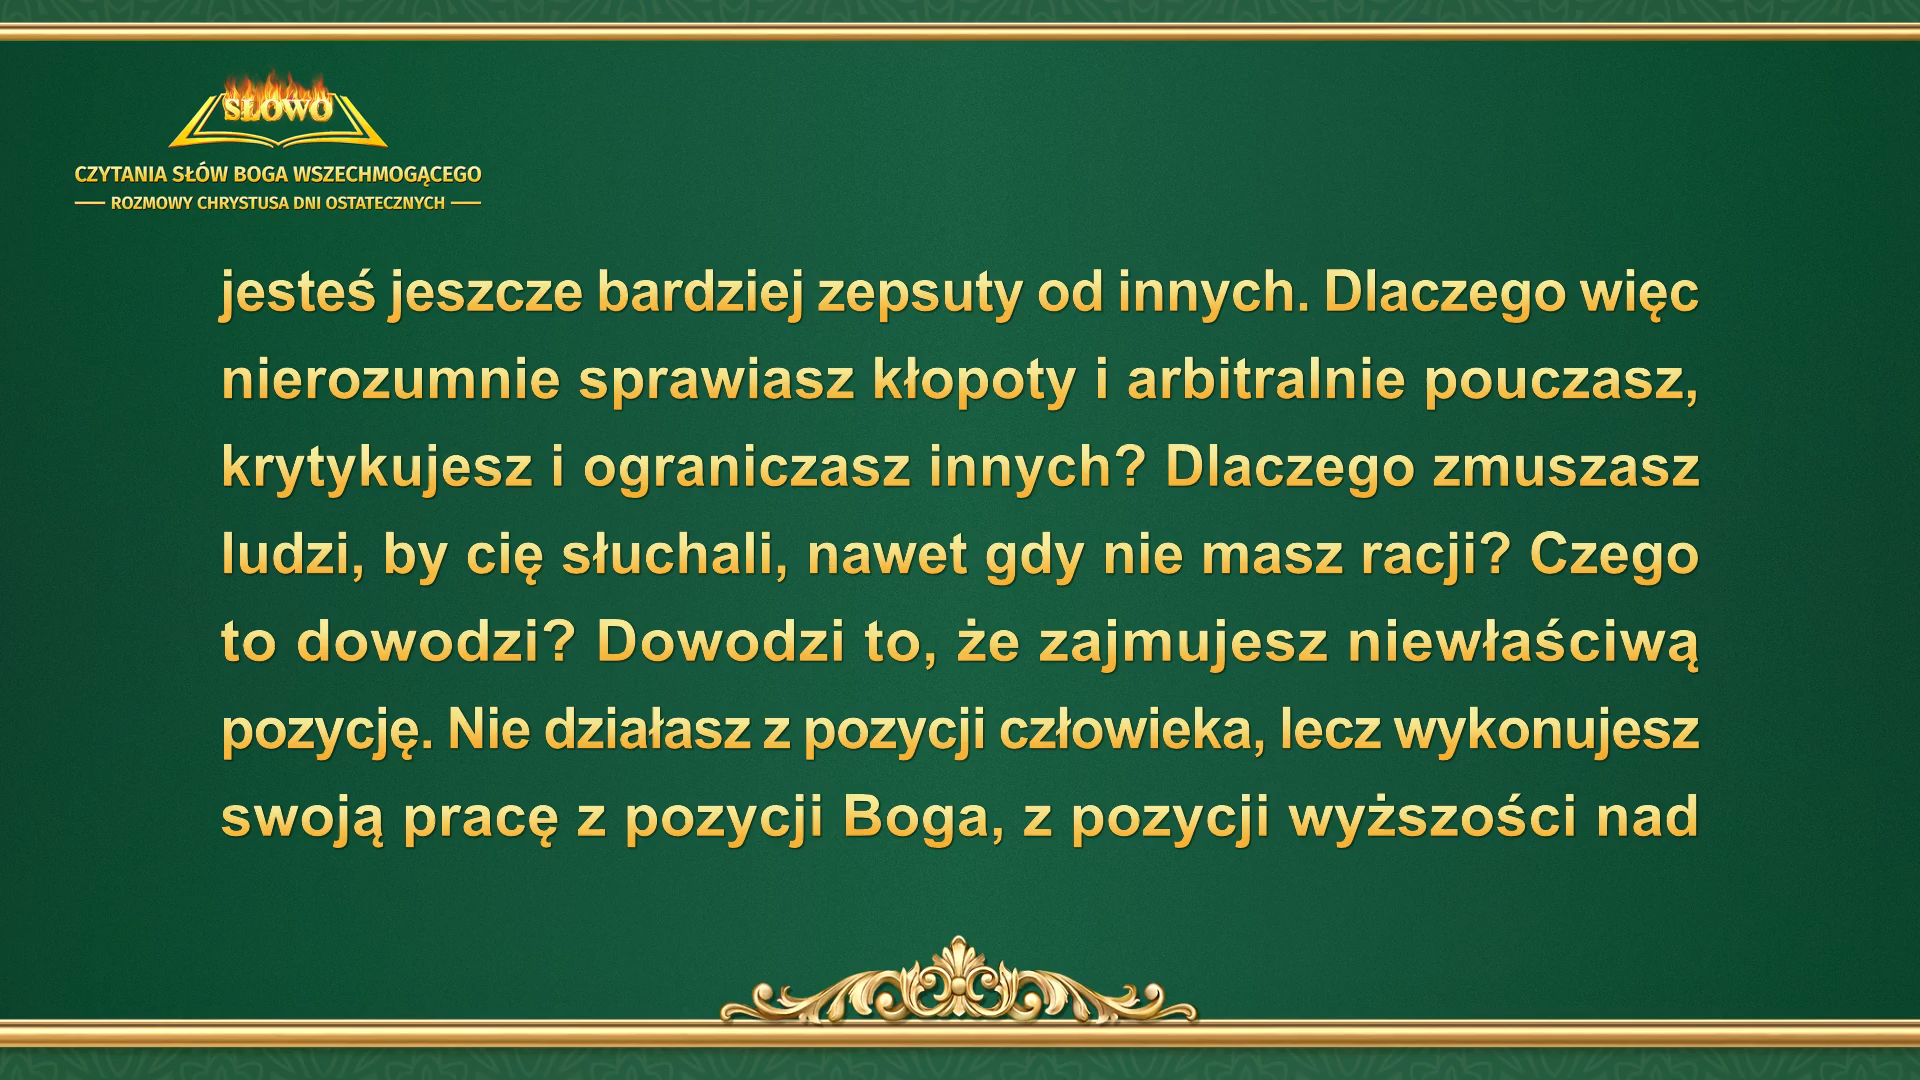 SŁOWO
CZYTANIA SŁÓW BOGA WSZECHMOGĄCEGO
ROZMOWY CHRYSTUSA DNI OSTATECZNYCH
jesteś jeszcze bardziej zepsuty od innych. Dlaczego więc
nierozumnie sprawiasz kłopoty i arbitralnie pouczasz,
krytykujesz i ograniczasz innych? Dlaczego zmuszasz
ludzi, by cię słuchali, nawet gdy nie masz racji? Czego
to dowodzi? Dowodzi to, że zajmujesz niewłaściwą
pozycję. Nie działasz z pozycji człowieka, lecz wykonujesz
swoją pracę z pozycji Boga, z pozycji wyższości nad